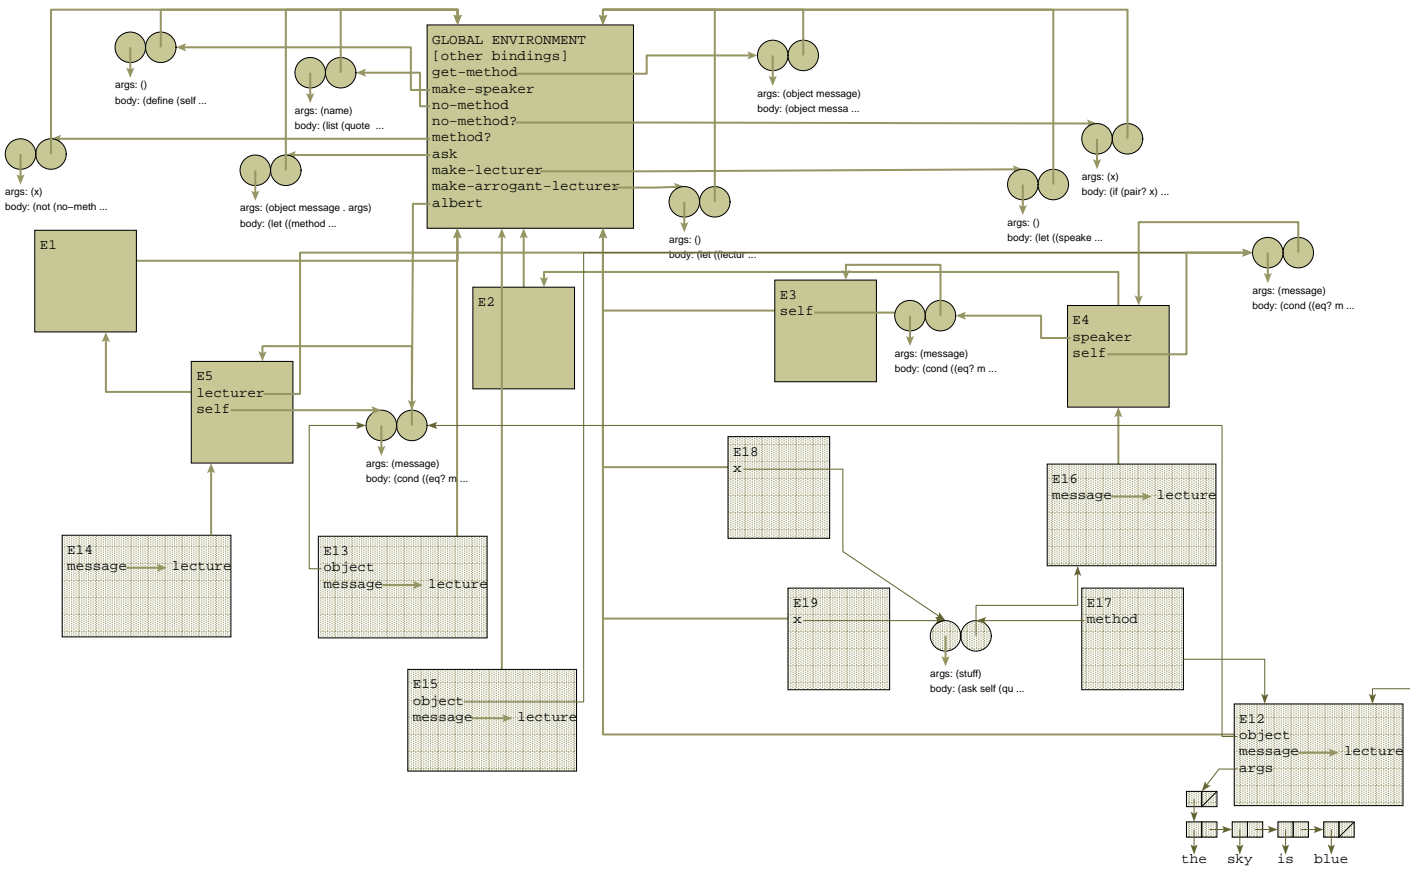 GLOBAL ENVIRONMENT
[other bindings]
get-method
make-speaker
no-method
no-method?
method?
ask
make-lecturer
make-arrogant-lecturer
albert
args: ()
body: (define (self ...
args: (name)
body: (list (quote ...
args: (object message)
body: (object messa ...
args: (x)
body: (not (no-meth ...
args: (object message . args)
body: (let ((method ...
args: (x)
body: (if (pair? x) ...
args: ()
body: (let ((speake ...
args: ()
body: (let ((lectur ...
E1
E2
E3
self
args: (message)
body: (cond ((eq? m ...
E4
speaker
self
args: (message)
body: (cond ((eq? m ...
E5
lecturer
self
args: (message)
body: (cond ((eq? m ...
E18
x
E16
message lecture
E14
message lecture
E13
object
message lecture
E19
x
E17
method
args: (stuff)
body: (ask self (qu ...
E15
object
message lecture
E12
object
message lecture
args
the sky is blue